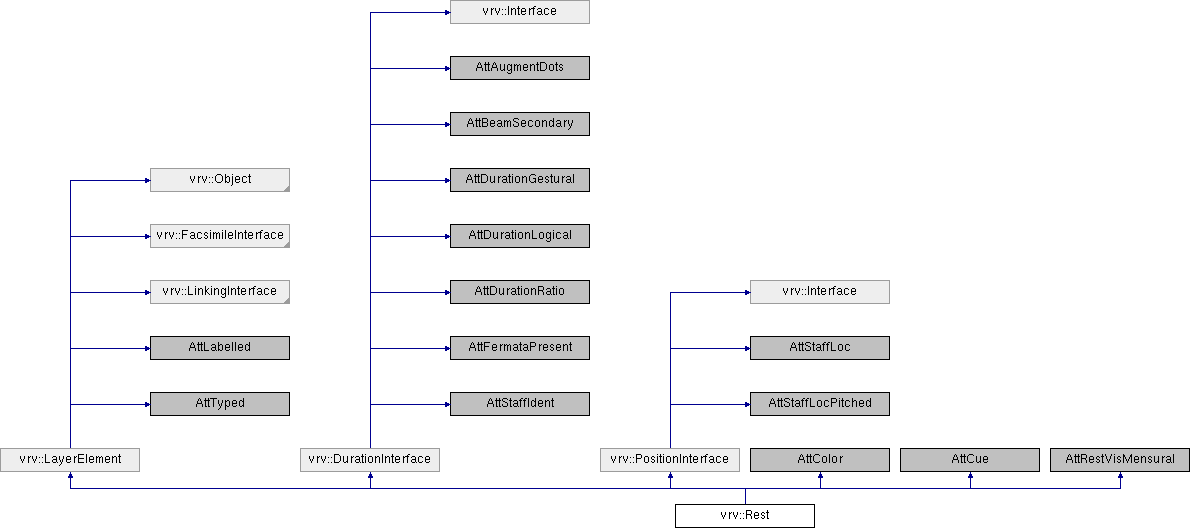 vrv::Interface
AttAugmentDots
AttBeamSecondary
vrv::Object
AttDurationGestural
vrv::FacsimileInterface
AttDurationLogical
vrv::LinkingInterface
AttDurationRatio
vrv::Interface
AttLabelled
AttFermataPresent
AttStaffLoc
AttTyped
AttStaffIdent
AttStaffLocPitched
vrv::LayerElement
vrv::DurationInterface
vrv::PositionInterface
AttColor
AttCue
AttRestVisMensural
vrv::Rest